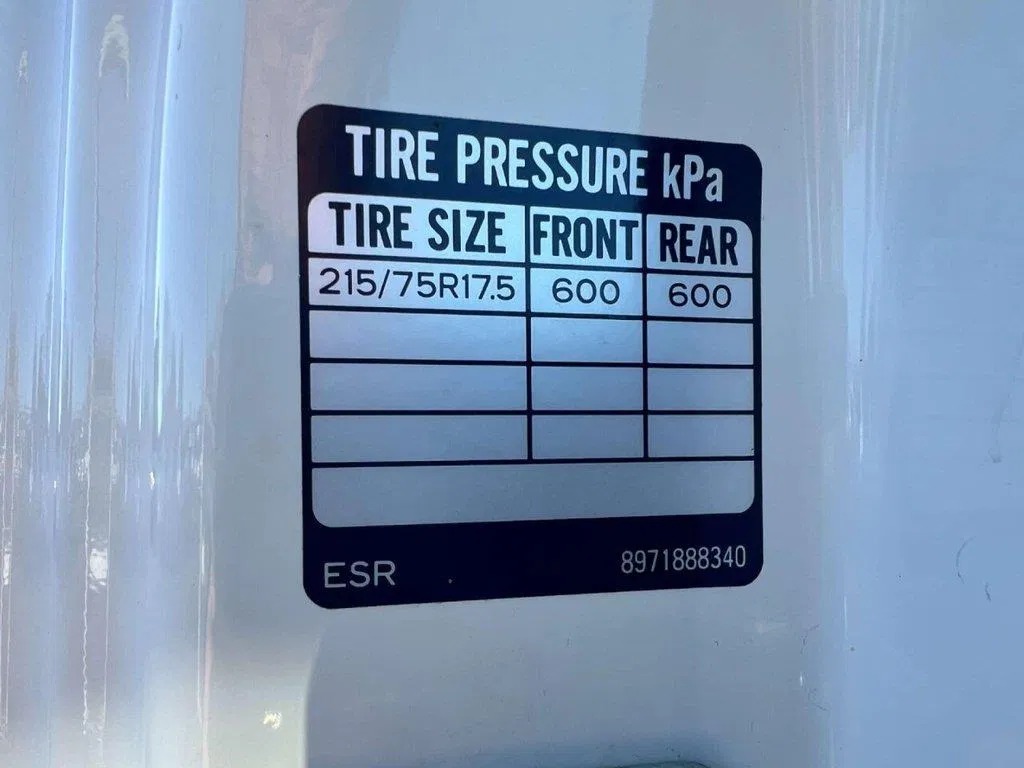 TIRE PRESSURE kPa
TIRE SIZE FRONT REAR
215/75R17.5 600 600
ESR 8971888340